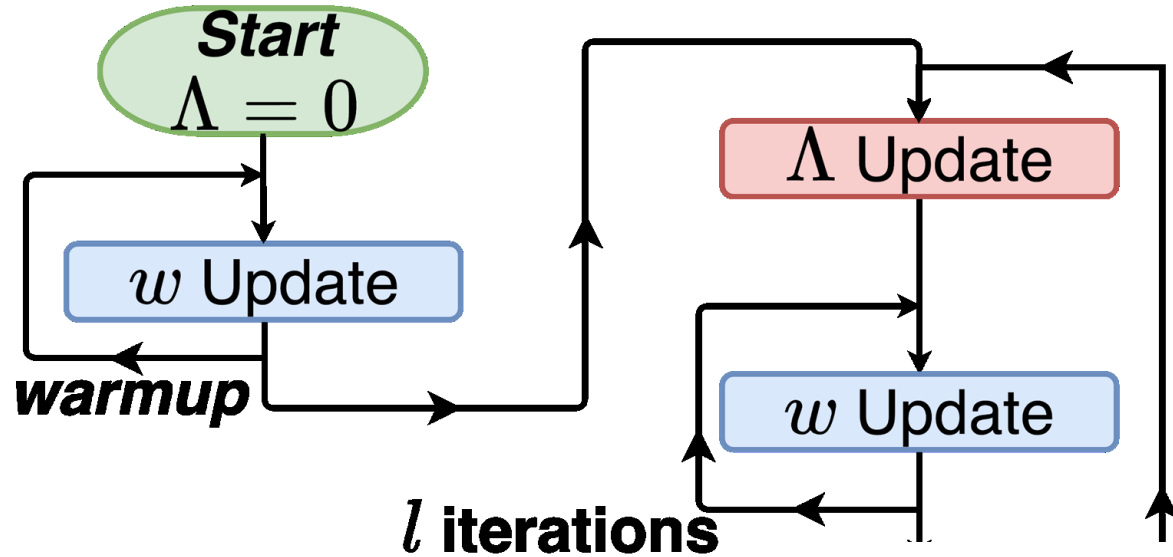 Start
Λ = 0
w Update
warmup
Λ Update
w Update
l iterations